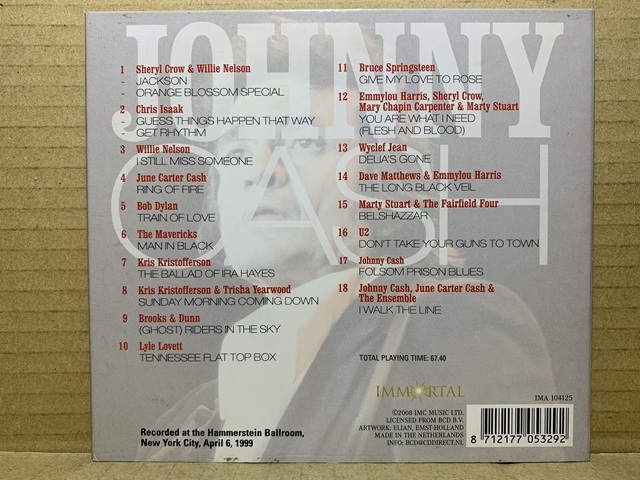 JOHNNY
CASH
1 Sheryl Crow & Willie Nelson
- JACKSON
- ORANGE BLOSSOM SPECIAL
2 Chris Isaak
- GUESS THINGS HAPPEN THAT WAY
- GET RHYTHM
3 Willie Nelson
I STILL MISS SOMEONE
4 June Carter Cash
RING OF FIRE
5 Bob Dylan
TRAIN OF LOVE
6 The Mavericks
MAN IN BLACK
7 Kris Kristofferson
THE BALLAD OF IRA HAYES
8 Kris Kristofferson & Trisha Yearwood
SUNDAY MORNING COMING DOWN
9 Brooks & Dunn
(GHOST) RIDERS IN THE SKY
10 Lyle Lovett
TENNESSEE FLAT TOP BOX
11 Bruce Springsteen
GIVE MY LOVE TO ROSE
12 Emmylou Harris, Sheryl Crow,
Mary Chapin Carpenter & Marty Stuart
YOU ARE WHAT I NEED
(FLESH AND BLOOD)
13 Wyclef Jean
DELIA'S GONE
14 Dave Matthews & Emmylou Harris
THE LONG BLACK VEIL
15 Marty Stuart & The Fairfield Four
BELSHAZZAR
16 U2
DON'T TAKE YOUR GUNS TO TOWN
17 Johnny Cash
FOLSOM PRISON BLUES
18 Johnny Cash, June Carter Cash &
The Ensemble
I WALK THE LINE
TOTAL PLAYING TIME: 67.40
IMMORTAL
IMA 104125
©2008 IMC MUSIC LTD.
LICENSED FROM BCD B.V.
ARTWORK: ELIAN, EMST-HOLLAND
MADE IN THE NETHERLANDS
INFO: BCD@CDDIRECT.NL
8 712177 053292
Recorded at the Hammerstein Ballroom,
New York City, April 6, 1999